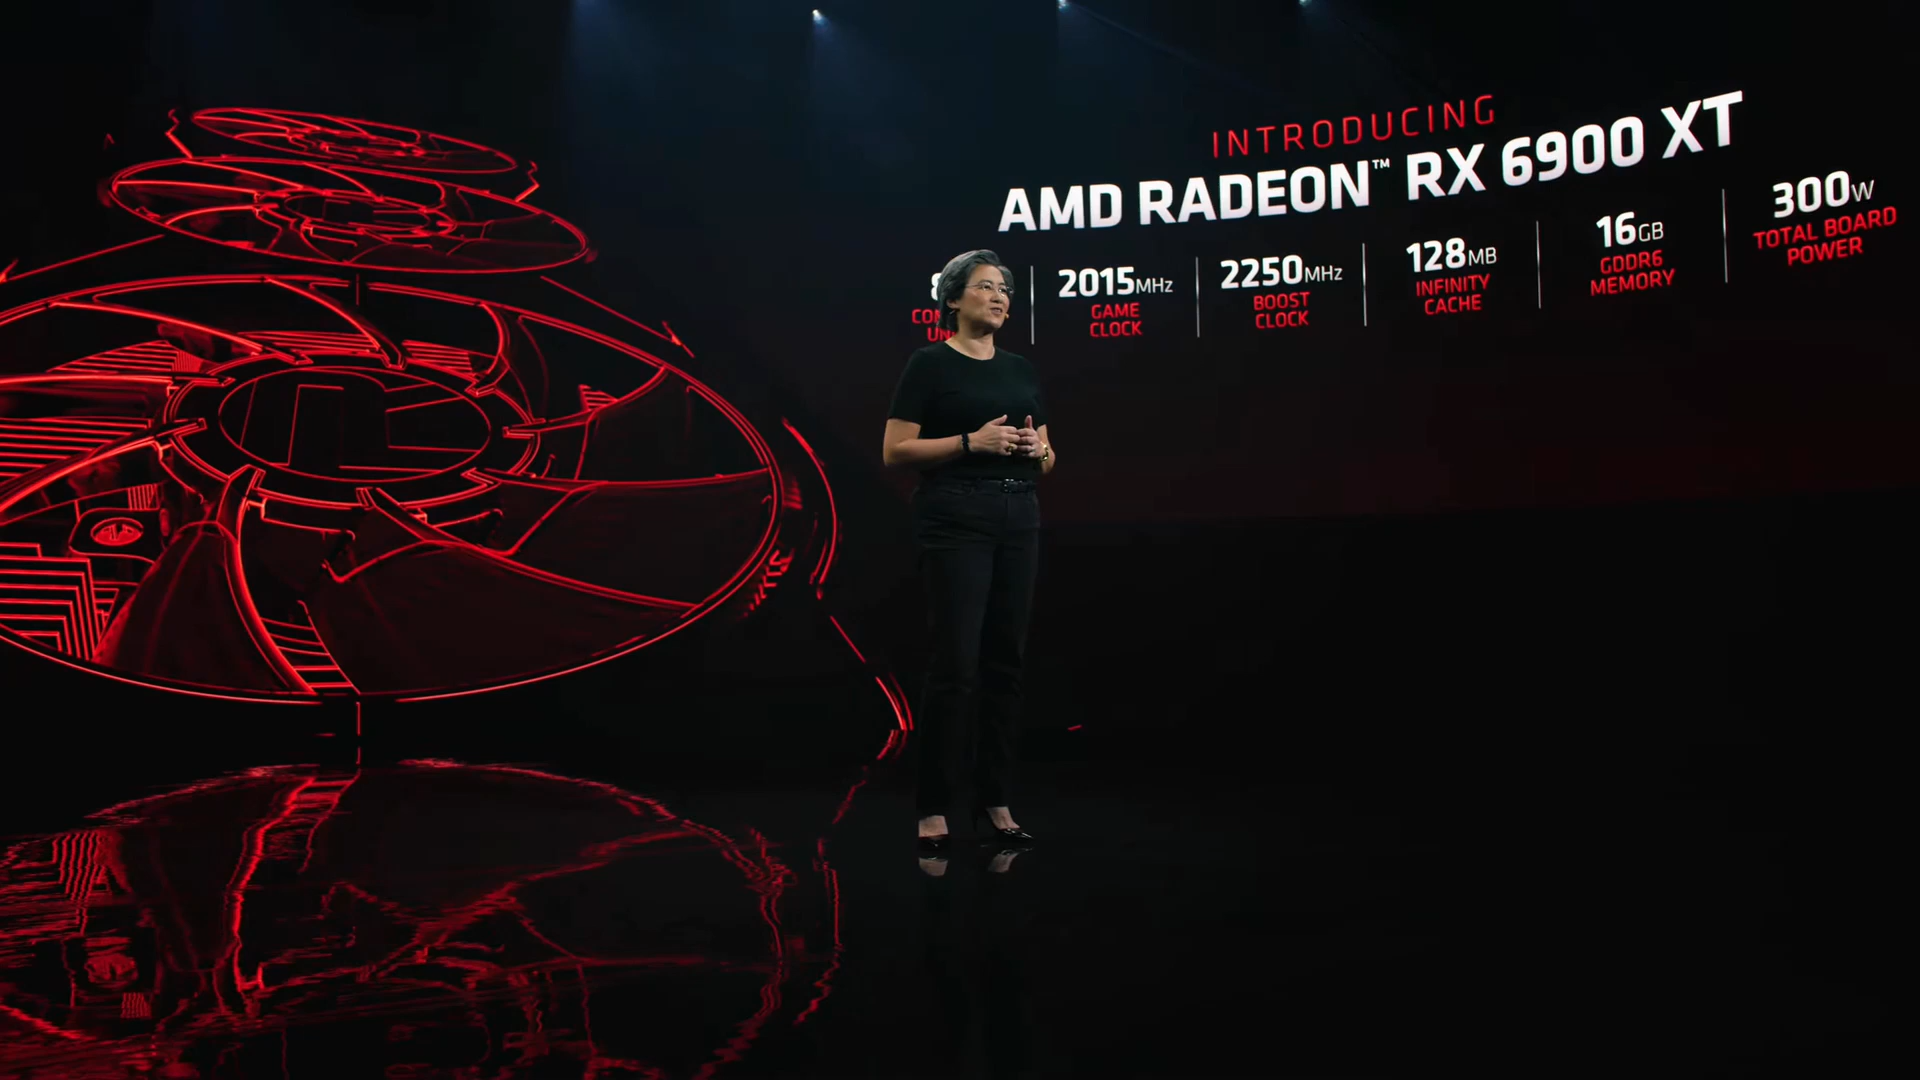 INTRODUCING
AMD RADEON™ RX 6900 XT
2015MHz
GAME
CLOCK
2250MHz
BOOST
CLOCK
128MB
INFINITY
CACHE
16GB
GDDR6
MEMORY
300W
TOTAL BOARD
POWER